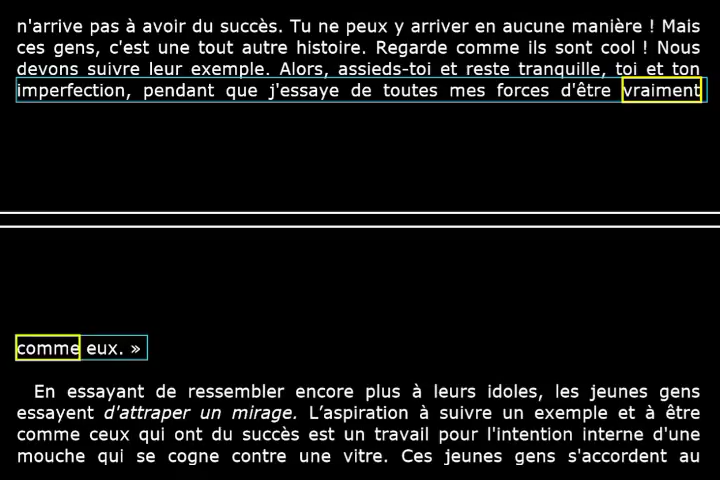 n'arrive pas à avoir du succès. Tu ne peux y arriver en aucune manière ! Mais
ces gens, c'est une tout autre histoire. Regarde comme ils sont cool ! Nous
devons suivre leur exemple. Alors, assieds-toi et reste tranquille, toi et ton
imperfection, pendant que j'essaye de toutes mes forces d'être vraiment
comme eux. »
En essayant de ressembler encore plus à leurs idoles, les jeunes gens
essayent d'attraper un mirage. L’aspiration à suivre un exemple et à être
comme ceux qui ont du succès est un travail pour l'intention interne d'une
mouche qui se cogne contre une vitre. Ces jeunes gens s'accordent au